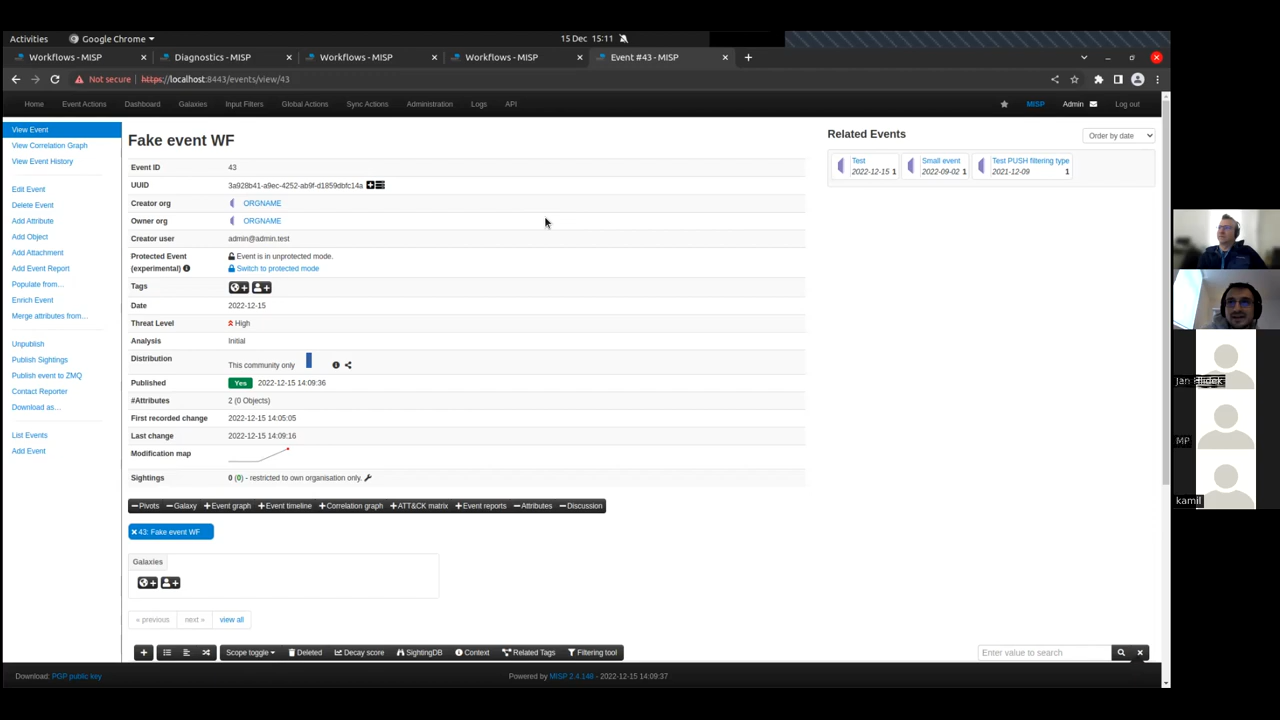 Activities Google Chrome 15 Dec 15:11
Workflows - MISP Diagnostics - MISP Workflows - MISP Workflows - MISP Event #43 - MISP
Not secure https://localhost:8443/events/view/43
Home Event Actions Dashboard Galaxies Input Filters Global Actions Sync Actions Administration Logs API MISP Admin Log out
View Event
View Correlation Graph
View Event History
Edit Event
Delete Event
Add Attribute
Add Object
Add Attachment
Add Event Report
Populate from...
Enrich Event
Merge attributes from...
Unpublish
Publish Sightings
Publish event to ZMQ
Contact Reporter
Download as...
List Events
Add Event
Fake event WF
Event ID 43
UUID 3a928b41-a9ec-4252-ab9f-d1859dbfc14a
Creator org ORGNAME
Owner org ORGNAME
Creator user admin@admin.test
Protected Event (experimental) Event is in unprotected mode.
Switch to protected mode
Tags
Date 2022-12-15
Threat Level High
Analysis Initial
Distribution This community only
Published Yes 2022-12-15 14:09:36
#Attributes 2 (0 Objects)
First recorded change 2022-12-15 14:05:05
Last change 2022-12-15 14:09:16
Modification map
Sightings 0 (0) - restricted to own organisation only.
Pivots Galaxy Event graph Event timeline Correlation graph ATT&CK matrix Event reports Attributes Discussion
43: Fake event WF
Galaxies
« previous next » view all
Scope toggle Deleted Decay score SightingDB Context Related Tags Filtering tool Enter value to search
Related Events Order by date
Test 2022-12-15 1
Small event 2022-09-02 1
Test PUSH filtering type 2021-12-09 1
Download: PGP public key Powered by MISP 2.4.148 - 2022-12-15 14:09:37
Jan
MP
kamil